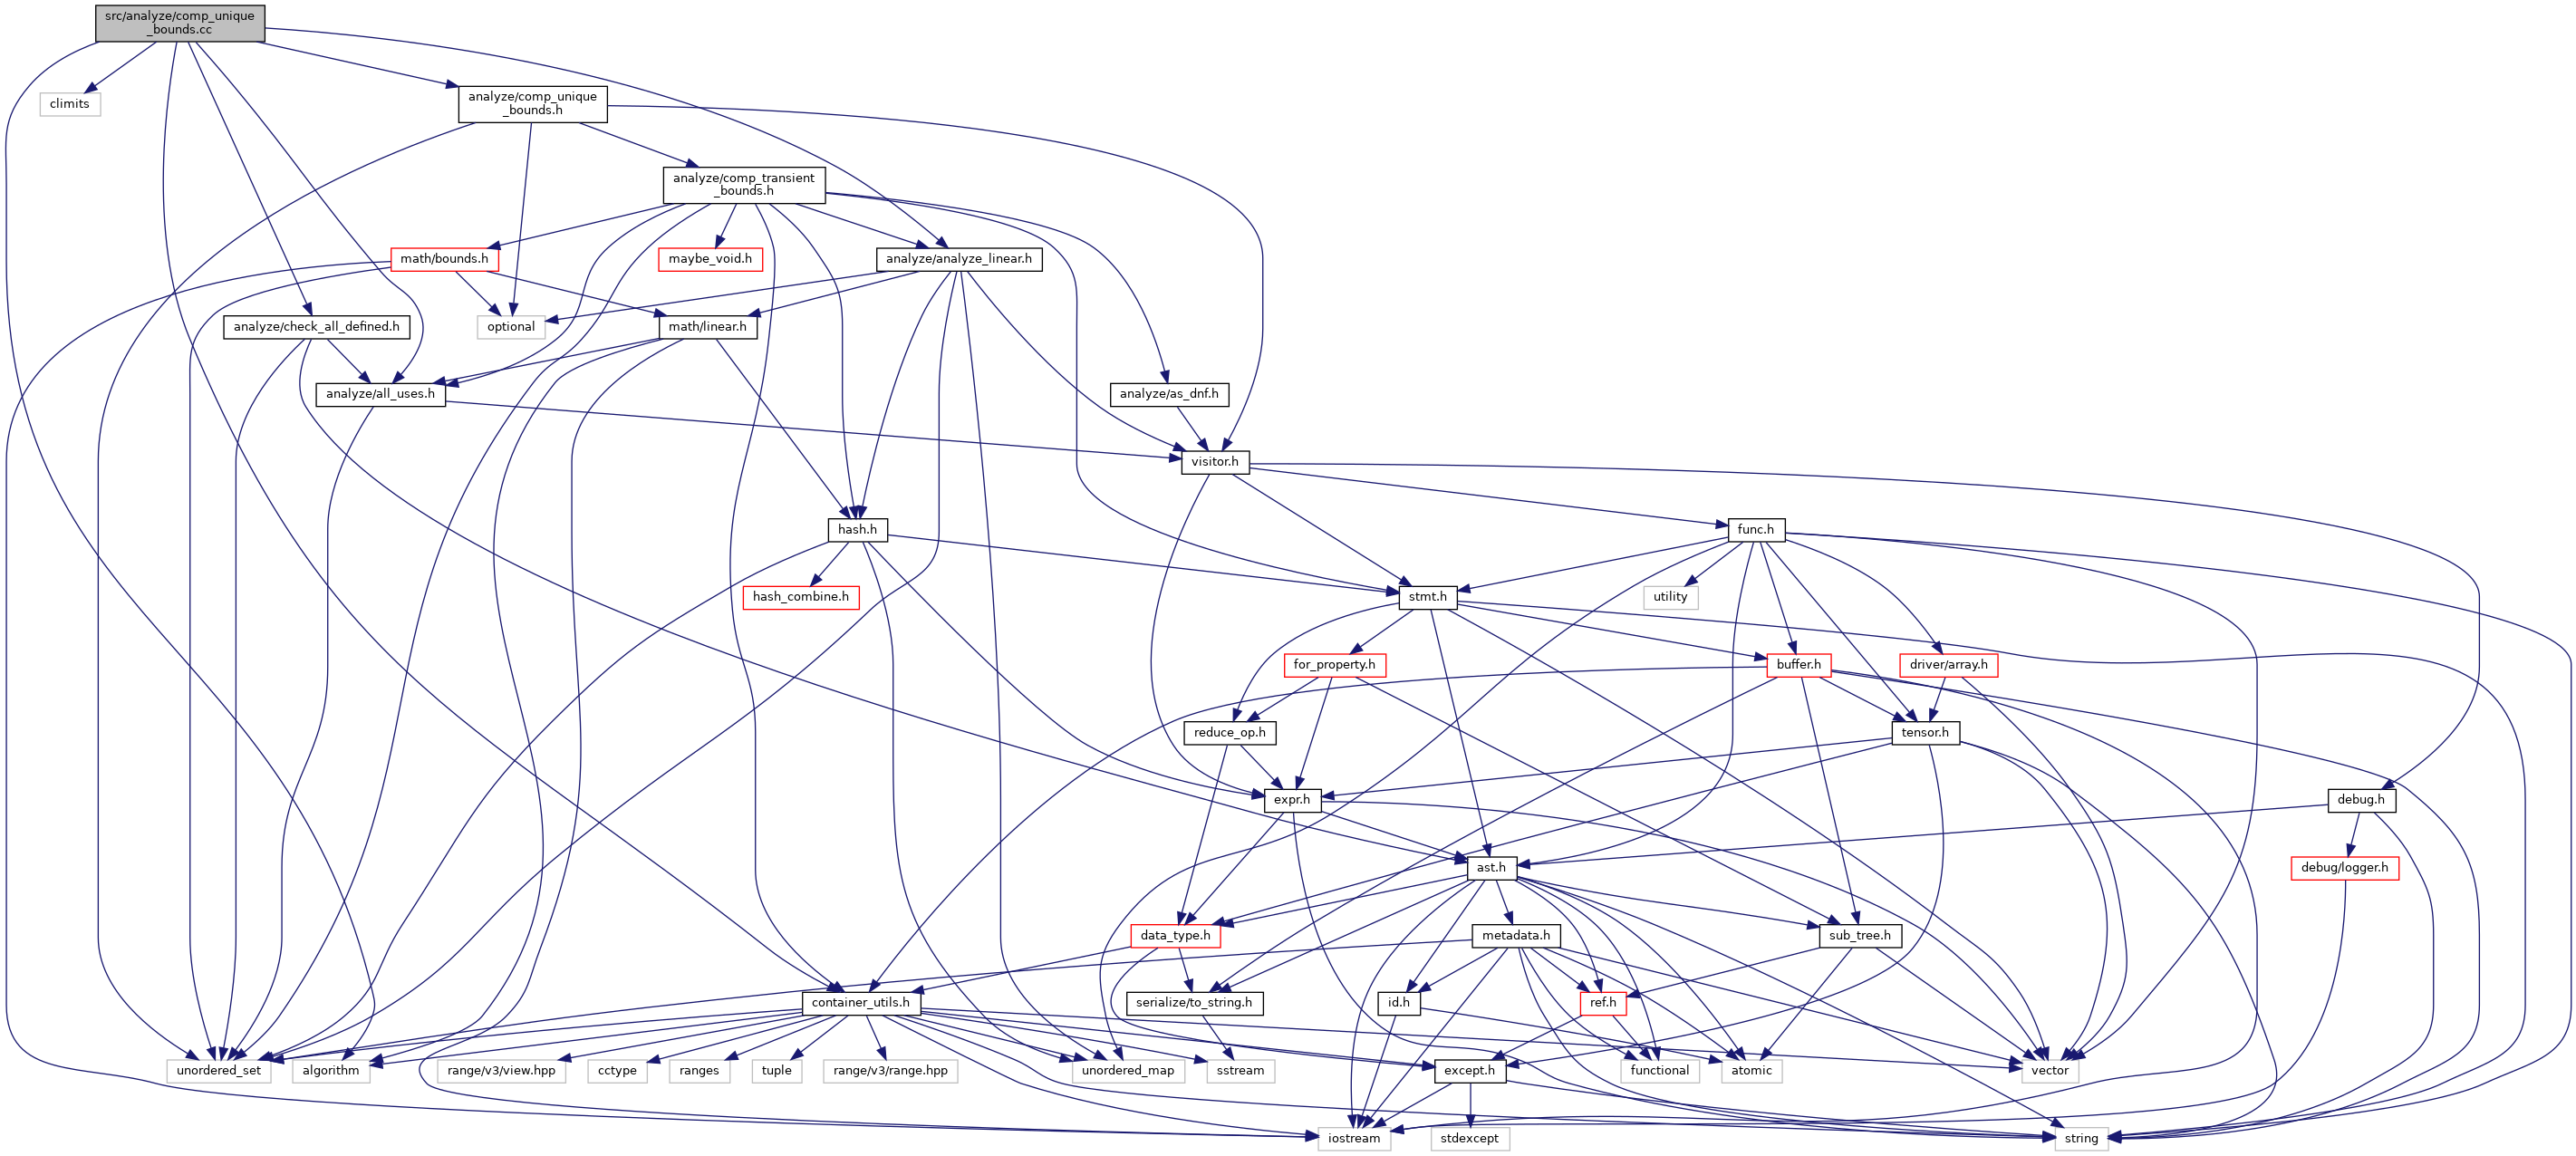 src/analyze/comp_unique
_bounds.cc
climits
analyze/comp_unique
_bounds.h
analyze/comp_transient
_bounds.h
math/bounds.h
maybe_void.h
analyze/analyze_linear.h
analyze/check_all_defined.h
optional
math/linear.h
analyze/all_uses.h
analyze/as_dnf.h
visitor.h
hash.h
func.h
hash_combine.h
stmt.h
utility
for_property.h
buffer.h
driver/array.h
reduce_op.h
tensor.h
expr.h
debug.h
ast.h
debug/logger.h
data_type.h
metadata.h
sub_tree.h
container_utils.h
serialize/to_string.h
id.h
ref.h
unordered_set
algorithm
range/v3/view.hpp
cctype
ranges
tuple
range/v3/range.hpp
unordered_map
sstream
except.h
functional
atomic
vector
iostream
stdexcept
string